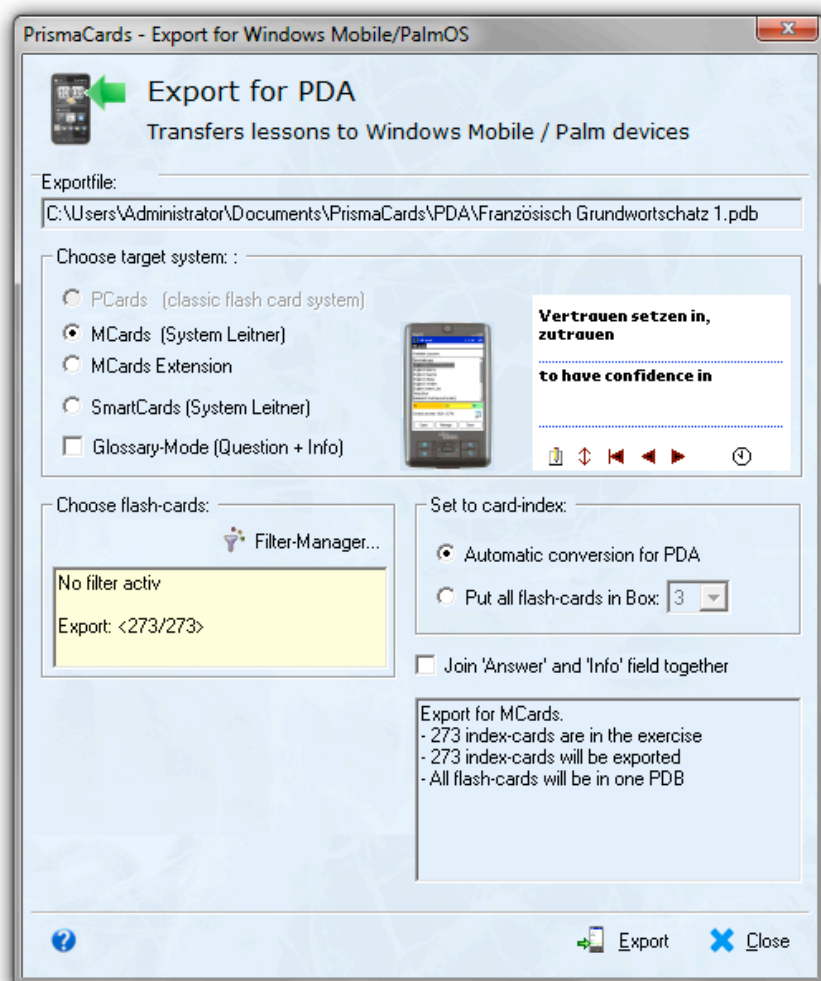 PrismaCards - Export for Windows Mobile/PalmOS
Export for PDA
Transfers lessons to Windows Mobile / Palm devices
Exportfile:
C:\Users\Administrator\Documents\PrismaCards\PDA\Französisch Grundwortschatz 1.pdb
Choose target system: :
PCards (classic flash card system)
MCards (System Leitner)
MCards Extension
SmartCards (System Leitner)
Glossary-Mode (Question + Info)
Vertrauen setzen in,
zutrauen
to have confidence in
Choose flash-cards:
Filter-Manager...
No filter activ
Export: <273/273>
Set to card-index:
Automatic conversion for PDA
Put all flash-cards in Box: 3
Join 'Answer' and 'Info' field together
Export for MCards.
- 273 index-cards are in the exercise
- 273 index-cards will be exported
- All flash-cards will be in one PDB
Export
Close